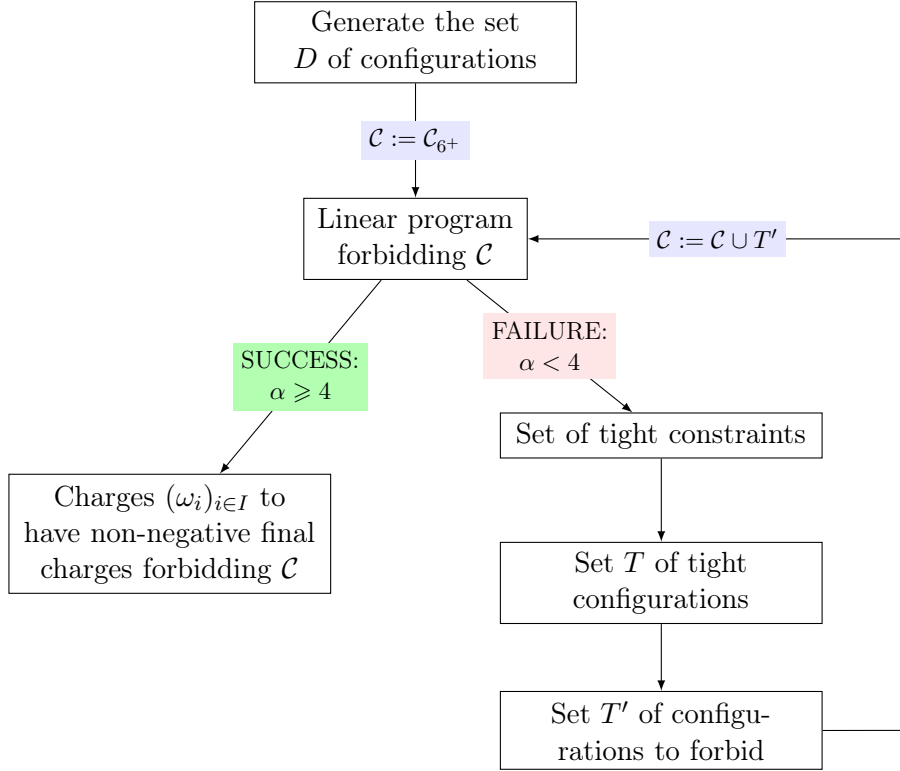 Generate the set
D of configurations
𝒞 := 𝒞₆₊
Linear program
forbidding 𝒞
𝒞 := 𝒞 ∪ T′
SUCCESS:
α ⩾ 4
FAILURE:
α < 4
Set of tight constraints
Charges (ωᵢ)ᵢ∈I to
have non-negative final
charges forbidding 𝒞
Set T of tight
configurations
Set T′ of configu-
rations to forbid